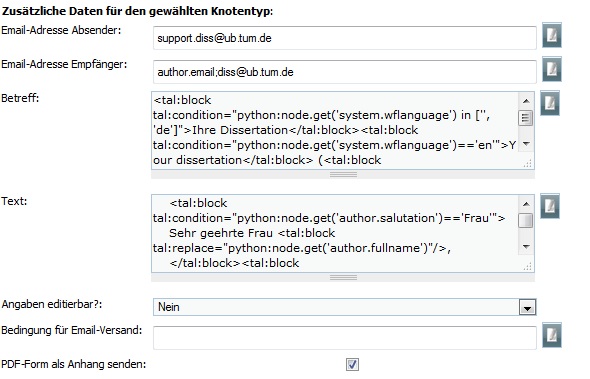 Zusätzliche Daten für den gewählten Knotentyp:
Email-Adresse Absender:
support.diss@ub.tum.de
Email-Adresse Empfänger:
author.email;diss@ub.tum.de
Betreff:
<tal:block
tal:condition="python:node.get('system.wflanguage') in ['',
'de']">Ihre Dissertation</tal:block><tal:block
tal:condition="python:node.get('system.wflanguage')=='en'">Y
our dissertation</tal:block> (<tal:block
Text:
<tal:block
tal:condition="python:node.get('author.salutation')=='Frau'">
Sehr geehrte Frau <tal:block
tal:replace="python:node.get('author.fullname')"/>,
</tal:block><tal:block
Angaben editierbar?:
Nein
Bedingung für Email-Versand:
PDF-Form als Anhang senden: